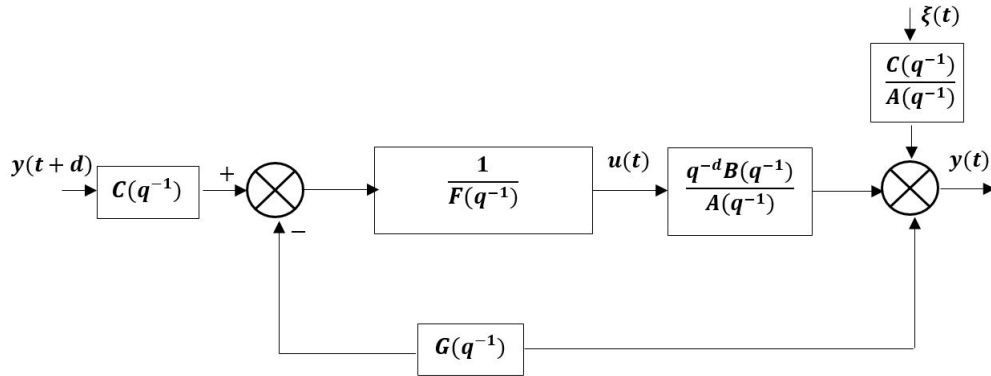 ξ(t)
C(q⁻¹)
A(q⁻¹)
y(t + d)
C(q⁻¹)
+
−
1
F(q⁻¹)
u(t)
q⁻ᵈB(q⁻¹)
A(q⁻¹)
y(t)
G(q⁻¹)